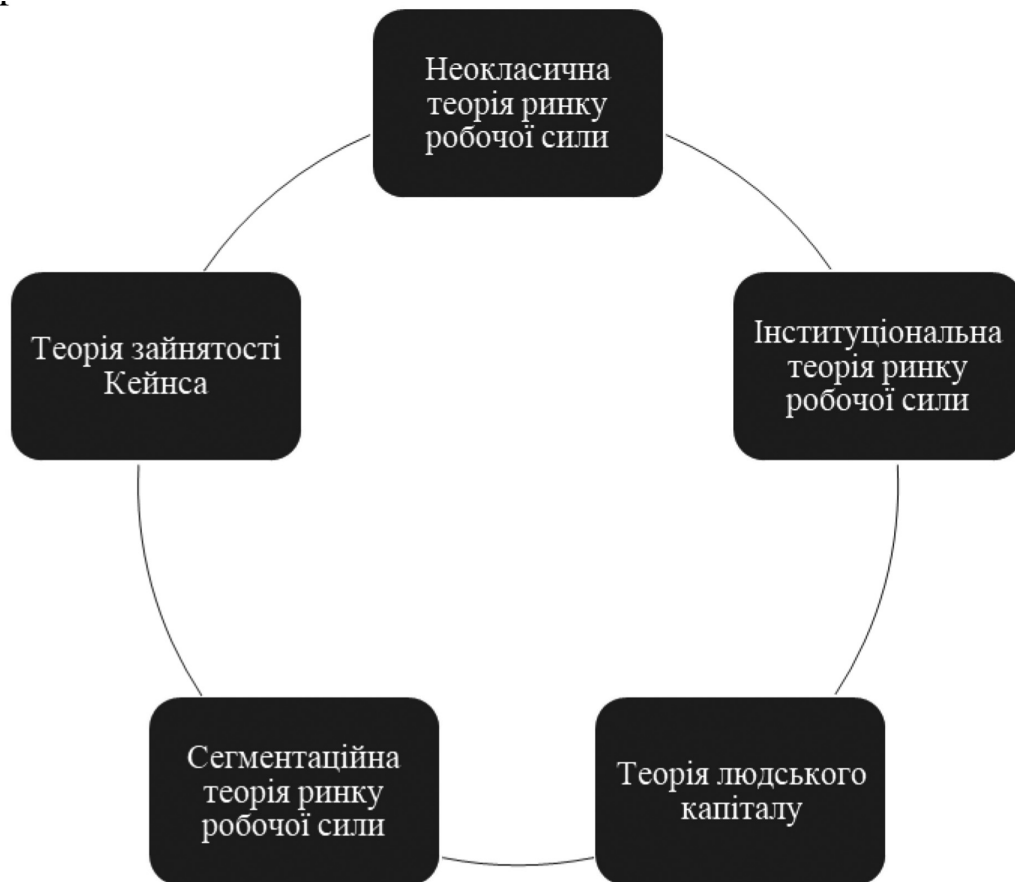 Неокласична
теорія ринку
робочої сили
Теорія зайнятості
Кейнса
Інституціональна
теорія ринку
робочої сили
Сегментаційна
теорія ринку
робочої сили
Теорія людського
капіталу